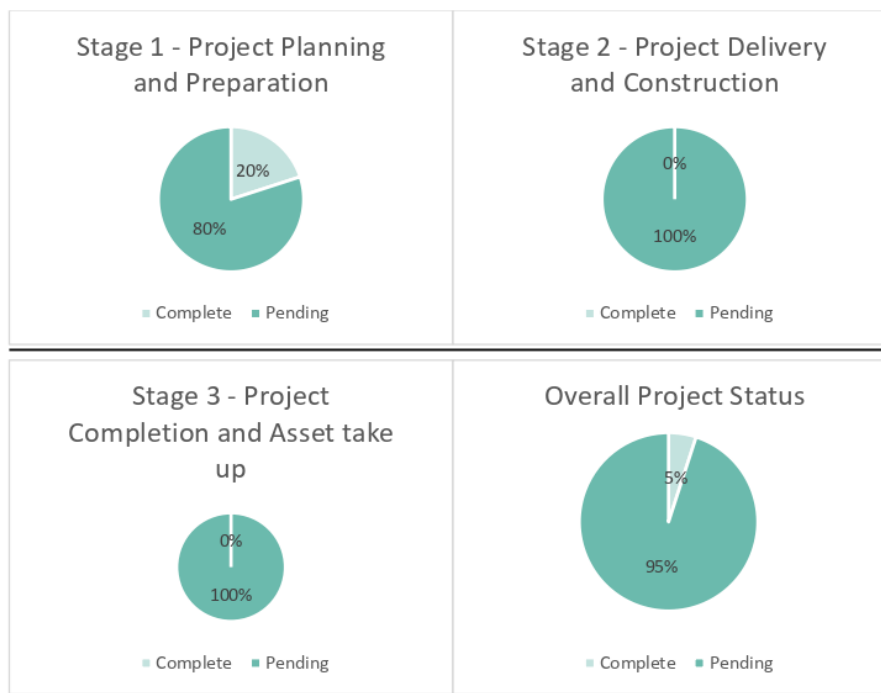 Stage 1 - Project Planning
and Preparation
20%
80%
Complete Pending
Stage 2 - Project Delivery
and Construction
0%
100%
Complete Pending
Stage 3 - Project
Completion and Asset take
up
0%
100%
Complete Pending
Overall Project Status
5%
95%
Complete Pending